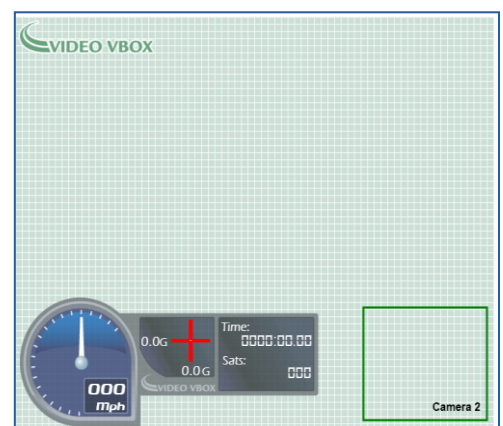 VIDEO VBOX
Time:
0000:00.00
0.0G
Sats:
0.0G
000
VIDEO VBOX
000
Mph
Camera 2